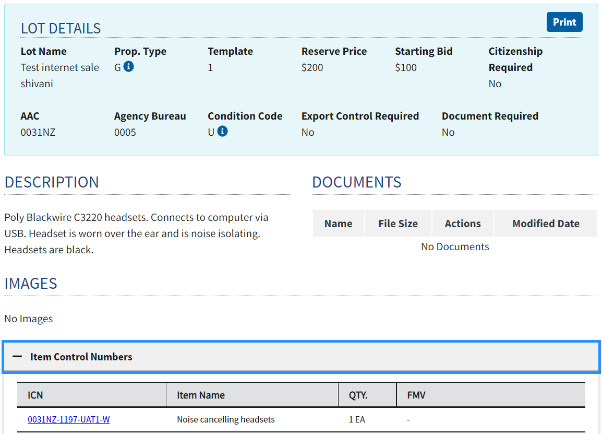 LOT DETAILS
Print
Lot Name Prop. Type Template Reserve Price Starting Bid Citizenship
Required
Test internet sale G 1 $200 $100
shivani No
AAC Agency Bureau Condition Code Export Control Required Document Required
0031NZ 0005 U No No
DESCRIPTION
Poly Blackwire C3220 headsets. Connects to computer via
USB. Headset is worn over the ear and is noise isolating.
Headsets are black.
DOCUMENTS
Name File Size Actions Modified Date
No Documents
IMAGES
No Images
Item Control Numbers
ICN Item Name QTY. FMV
0031NZ-1197-UAT1-W Noise cancelling headsets 1 EA -